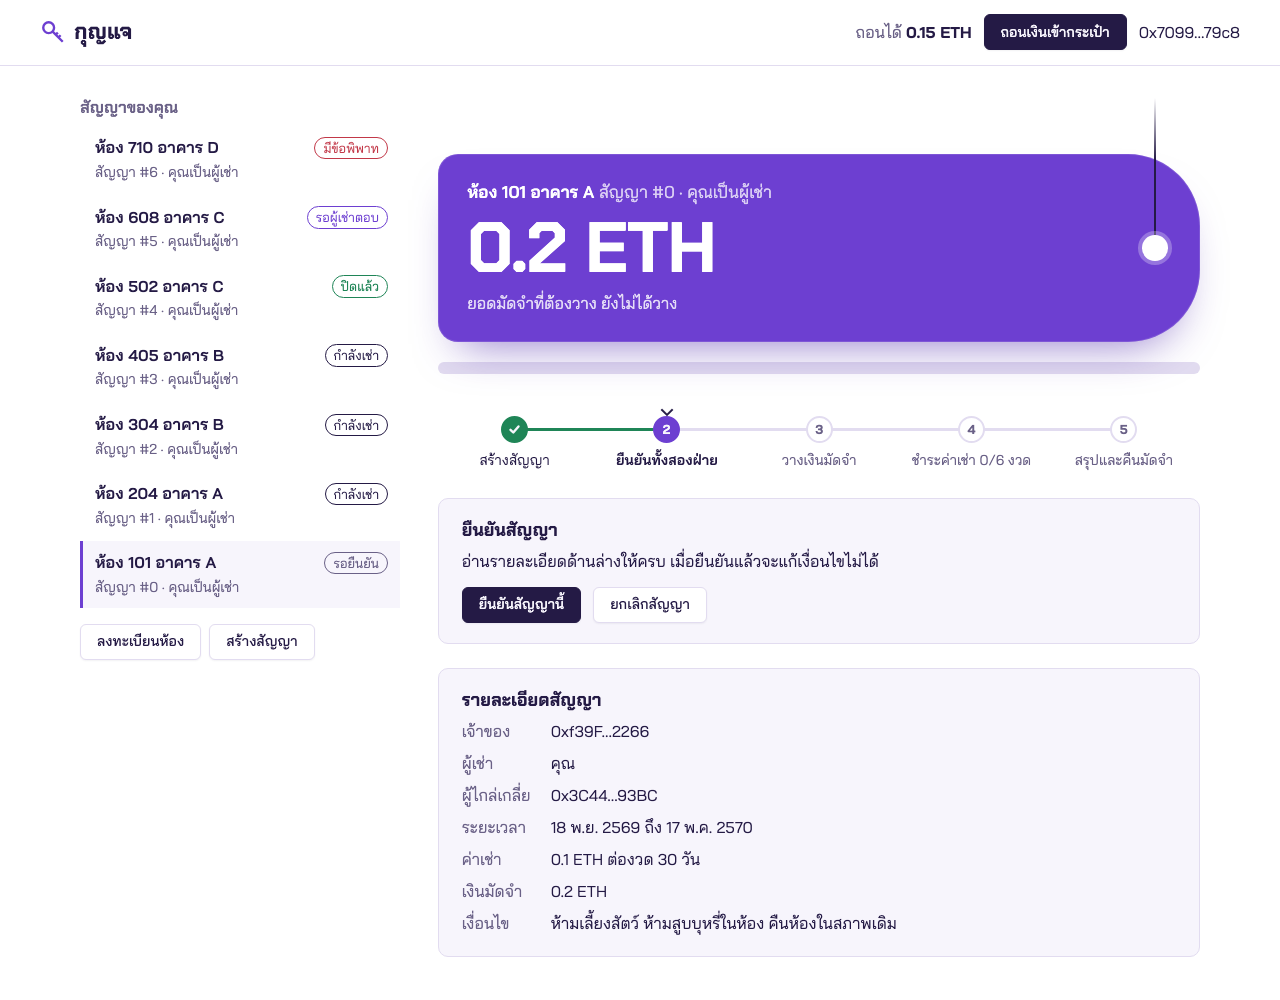 กุญแจ
ถอนได้ 0.15 ETH
ถอนเงินเข้ากระเป๋า
0x7099…79c8
สัญญาของคุณ
ห้อง 710 อาคาร D
มีข้อพิพาท
สัญญา #6 · คุณเป็นผู้เช่า
ห้อง 608 อาคาร C
รอผู้เช่าตอบ
สัญญา #5 · คุณเป็นผู้เช่า
ห้อง 502 อาคาร C
ปิดแล้ว
สัญญา #4 · คุณเป็นผู้เช่า
ห้อง 405 อาคาร B
กำลังเช่า
สัญญา #3 · คุณเป็นผู้เช่า
ห้อง 304 อาคาร B
กำลังเช่า
สัญญา #2 · คุณเป็นผู้เช่า
ห้อง 204 อาคาร A
กำลังเช่า
สัญญา #1 · คุณเป็นผู้เช่า
ห้อง 101 อาคาร A
รอยืนยัน
สัญญา #0 · คุณเป็นผู้เช่า
ลงทะเบียนห้อง
สร้างสัญญา
ห้อง 101 อาคาร A สัญญา #0 · คุณเป็นผู้เช่า
0.2 ETH
ยอดมัดจำที่ต้องวาง ยังไม่ได้วาง
2 3 4 5
สร้างสัญญา
ยืนยันทั้งสองฝ่าย
วางเงินมัดจำ
ชำระค่าเช่า 0/6 งวด
สรุปและคืนมัดจำ
ยืนยันสัญญา
อ่านรายละเอียดด้านล่างให้ครบ เมื่อยืนยันแล้วจะแก้เงื่อนไขไม่ได้
ยืนยันสัญญานี้
ยกเลิกสัญญา
รายละเอียดสัญญา
เจ้าของ 0xf39F…2266
ผู้เช่า คุณ
ผู้ไกล่เกลี่ย 0x3C44…93BC
ระยะเวลา 18 พ.ย. 2569 ถึง 17 พ.ค. 2570
ค่าเช่า 0.1 ETH ต่องวด 30 วัน
เงินมัดจำ 0.2 ETH
เงื่อนไข ห้ามเลี้ยงสัตว์ ห้ามสูบบุหรี่ในห้อง คืนห้องในสภาพเดิม